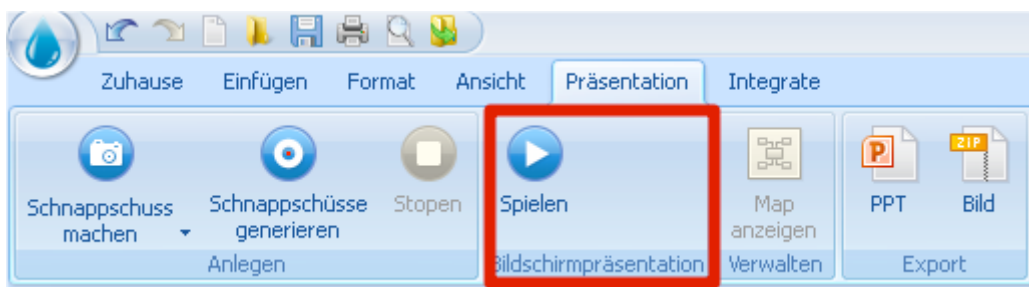 Zuhause Einfügen Format Ansicht Präsentation Integrate
P ZIP
Schnappschuss Schnappschüsse Stopen Spielen Map PPT Bild
machen generieren anzeigen
Anlegen Bildschirmpräsentation Verwalten Export